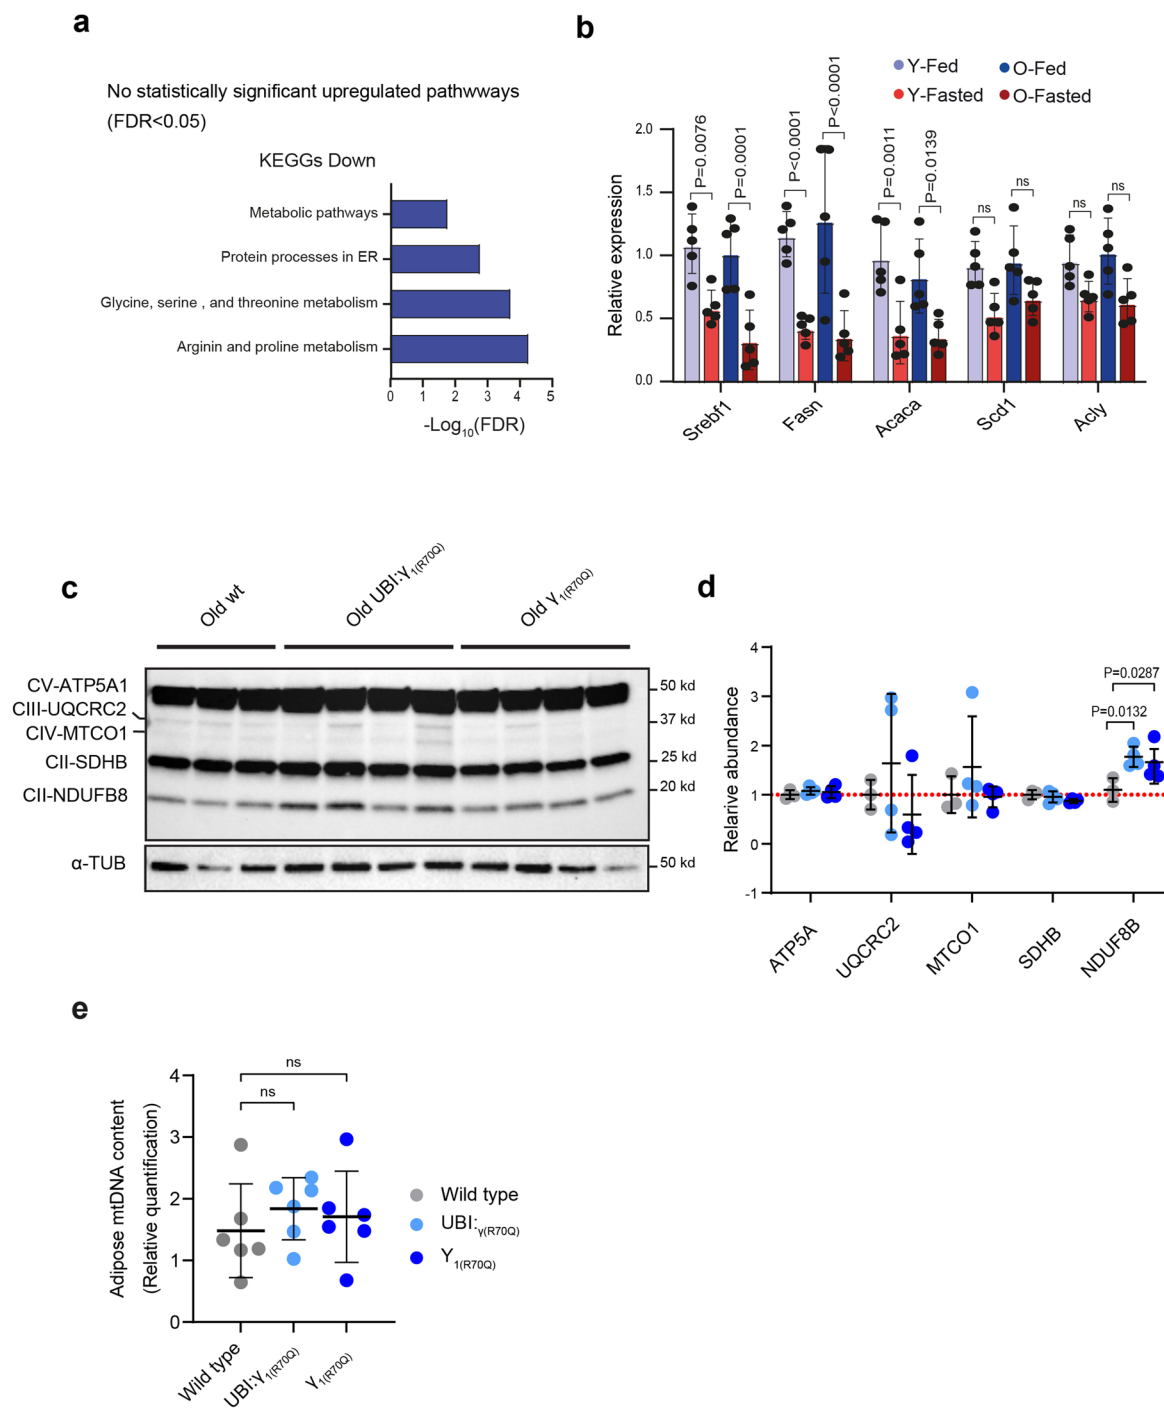 a
No statistically significant upregulated pathwways
(FDR<0.05)
KEGGs Down
Metabolic pathways
Protein processes in ER
Glycine, serine , and threonine metabolism
Arginin and proline metabolism
0 1 2 3 4 5
-Log10(FDR)
b
Y-Fed
O-Fed
Y-Fasted
O-Fasted
Relative expression
2.0
1.5
1.0
0.5
0.0
P=0.0076
P=0.0001
P<0.0001
P<0.0001
P=0.0011
P=0.0139
ns
ns
ns
ns
Srebf1
Fasn
Acaca
Scd1
Acly
c
Old wt
Old UBI:γ1(R70Q)
Old γ1(R70Q)
CV-ATP5A1
CIII-UQCRC2
CIV-MTCO1
CII-SDHB
CII-NDUFB8
α-TUB
50 kd
37 kd
25 kd
20 kd
50 kd
d
Relarive abundance
4
3
2
1
0
-1
P=0.0287
P=0.0132
ATP5A
UQCRC2
MTCO1
SDHB
NDUF8B
e
Adipose mtDNA content
(Relative quantification)
4
3
2
1
0
ns
ns
Wild type
UBI:γ1(R70Q)
γ1(R70Q)
Wild type
UBI:γ(R70Q)
Y1(R70Q)